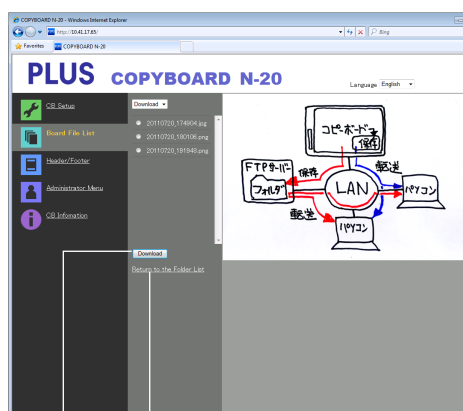 COPYBOARD N-20 - Windows Internet Explorer
http://10.41.17.65/
Bing
Favorites
COPYBOARD N-20
PLUS COPYBOARD N-20
Language English
CB Setup
Board File List
Header/Footer
Administrator Menu
CB Infomation
Download
20110720_174904.jpg
20110720_180106.png
20110720_181948.png
Download
Return to the Folder List
コピーボード
保存
FTPサーバー
フォルダ
保存
転送
LAN
パソコン
転送
パソコン